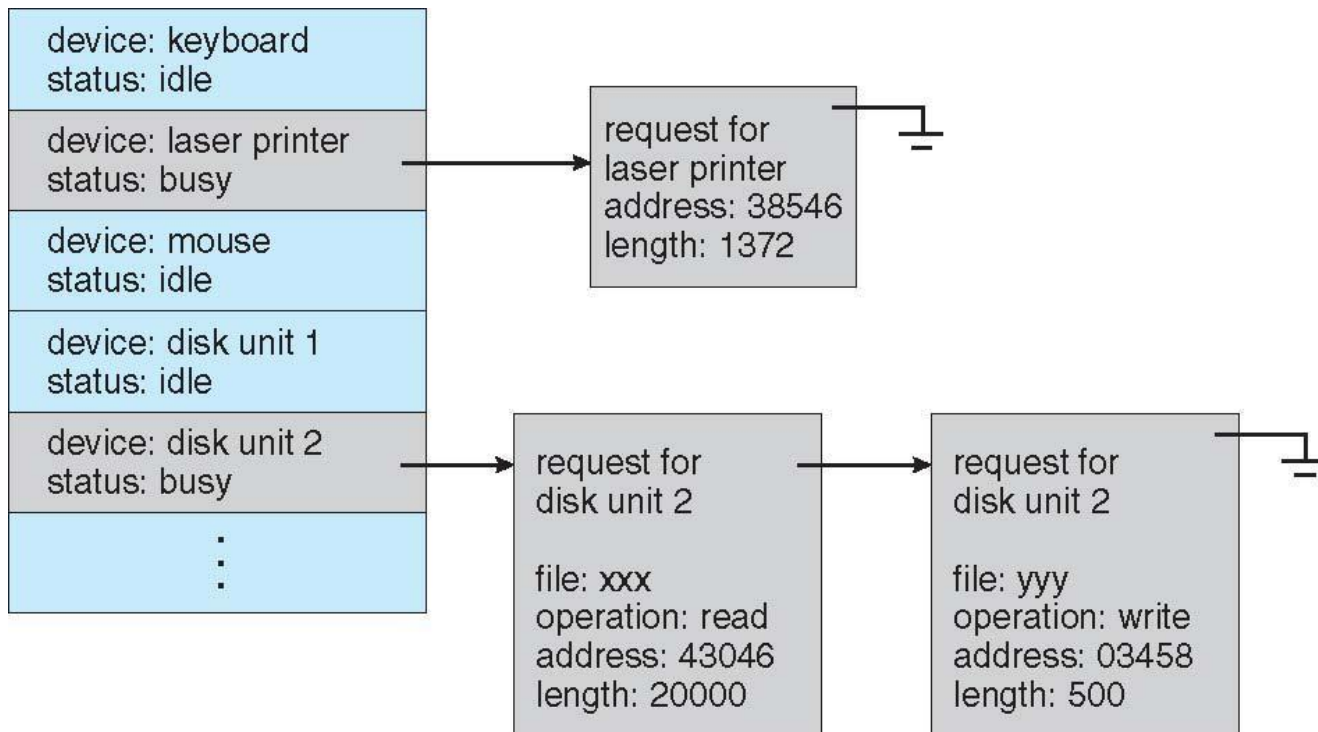 device: keyboard
status: idle
device: laser printer
status: busy
device: mouse
status: idle
device: disk unit 1
status: idle
device: disk unit 2
status: busy
request for
laser printer
address: 38546
length: 1372
request for
disk unit 2
file: xxx
operation: read
address: 43046
length: 20000
request for
disk unit 2
file: yyy
operation: write
address: 03458
length: 500